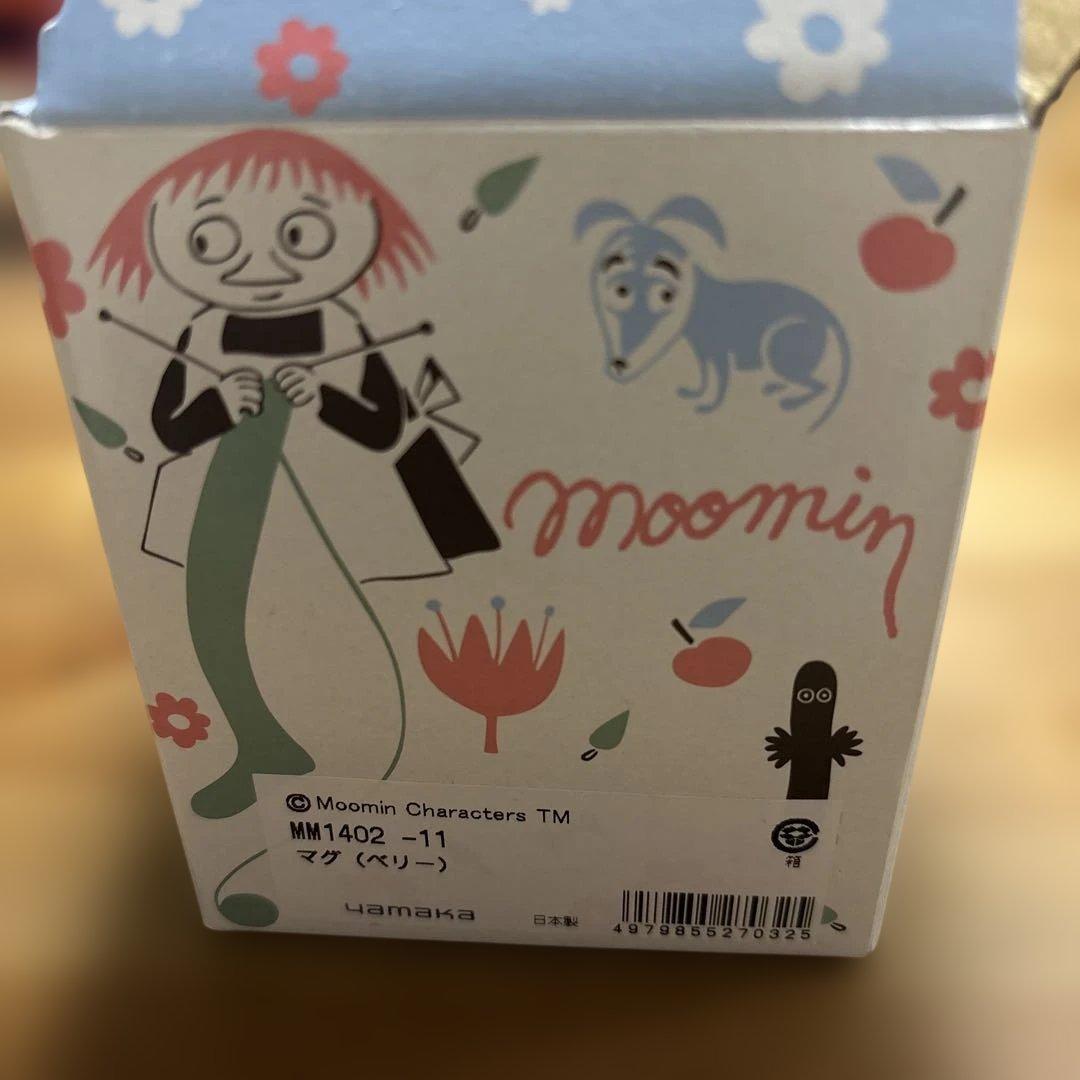 moomin
©Moomin Characters TM
MM1402 -11
マグ（ベリー）
箱
yamaka
日本製
4979855270325